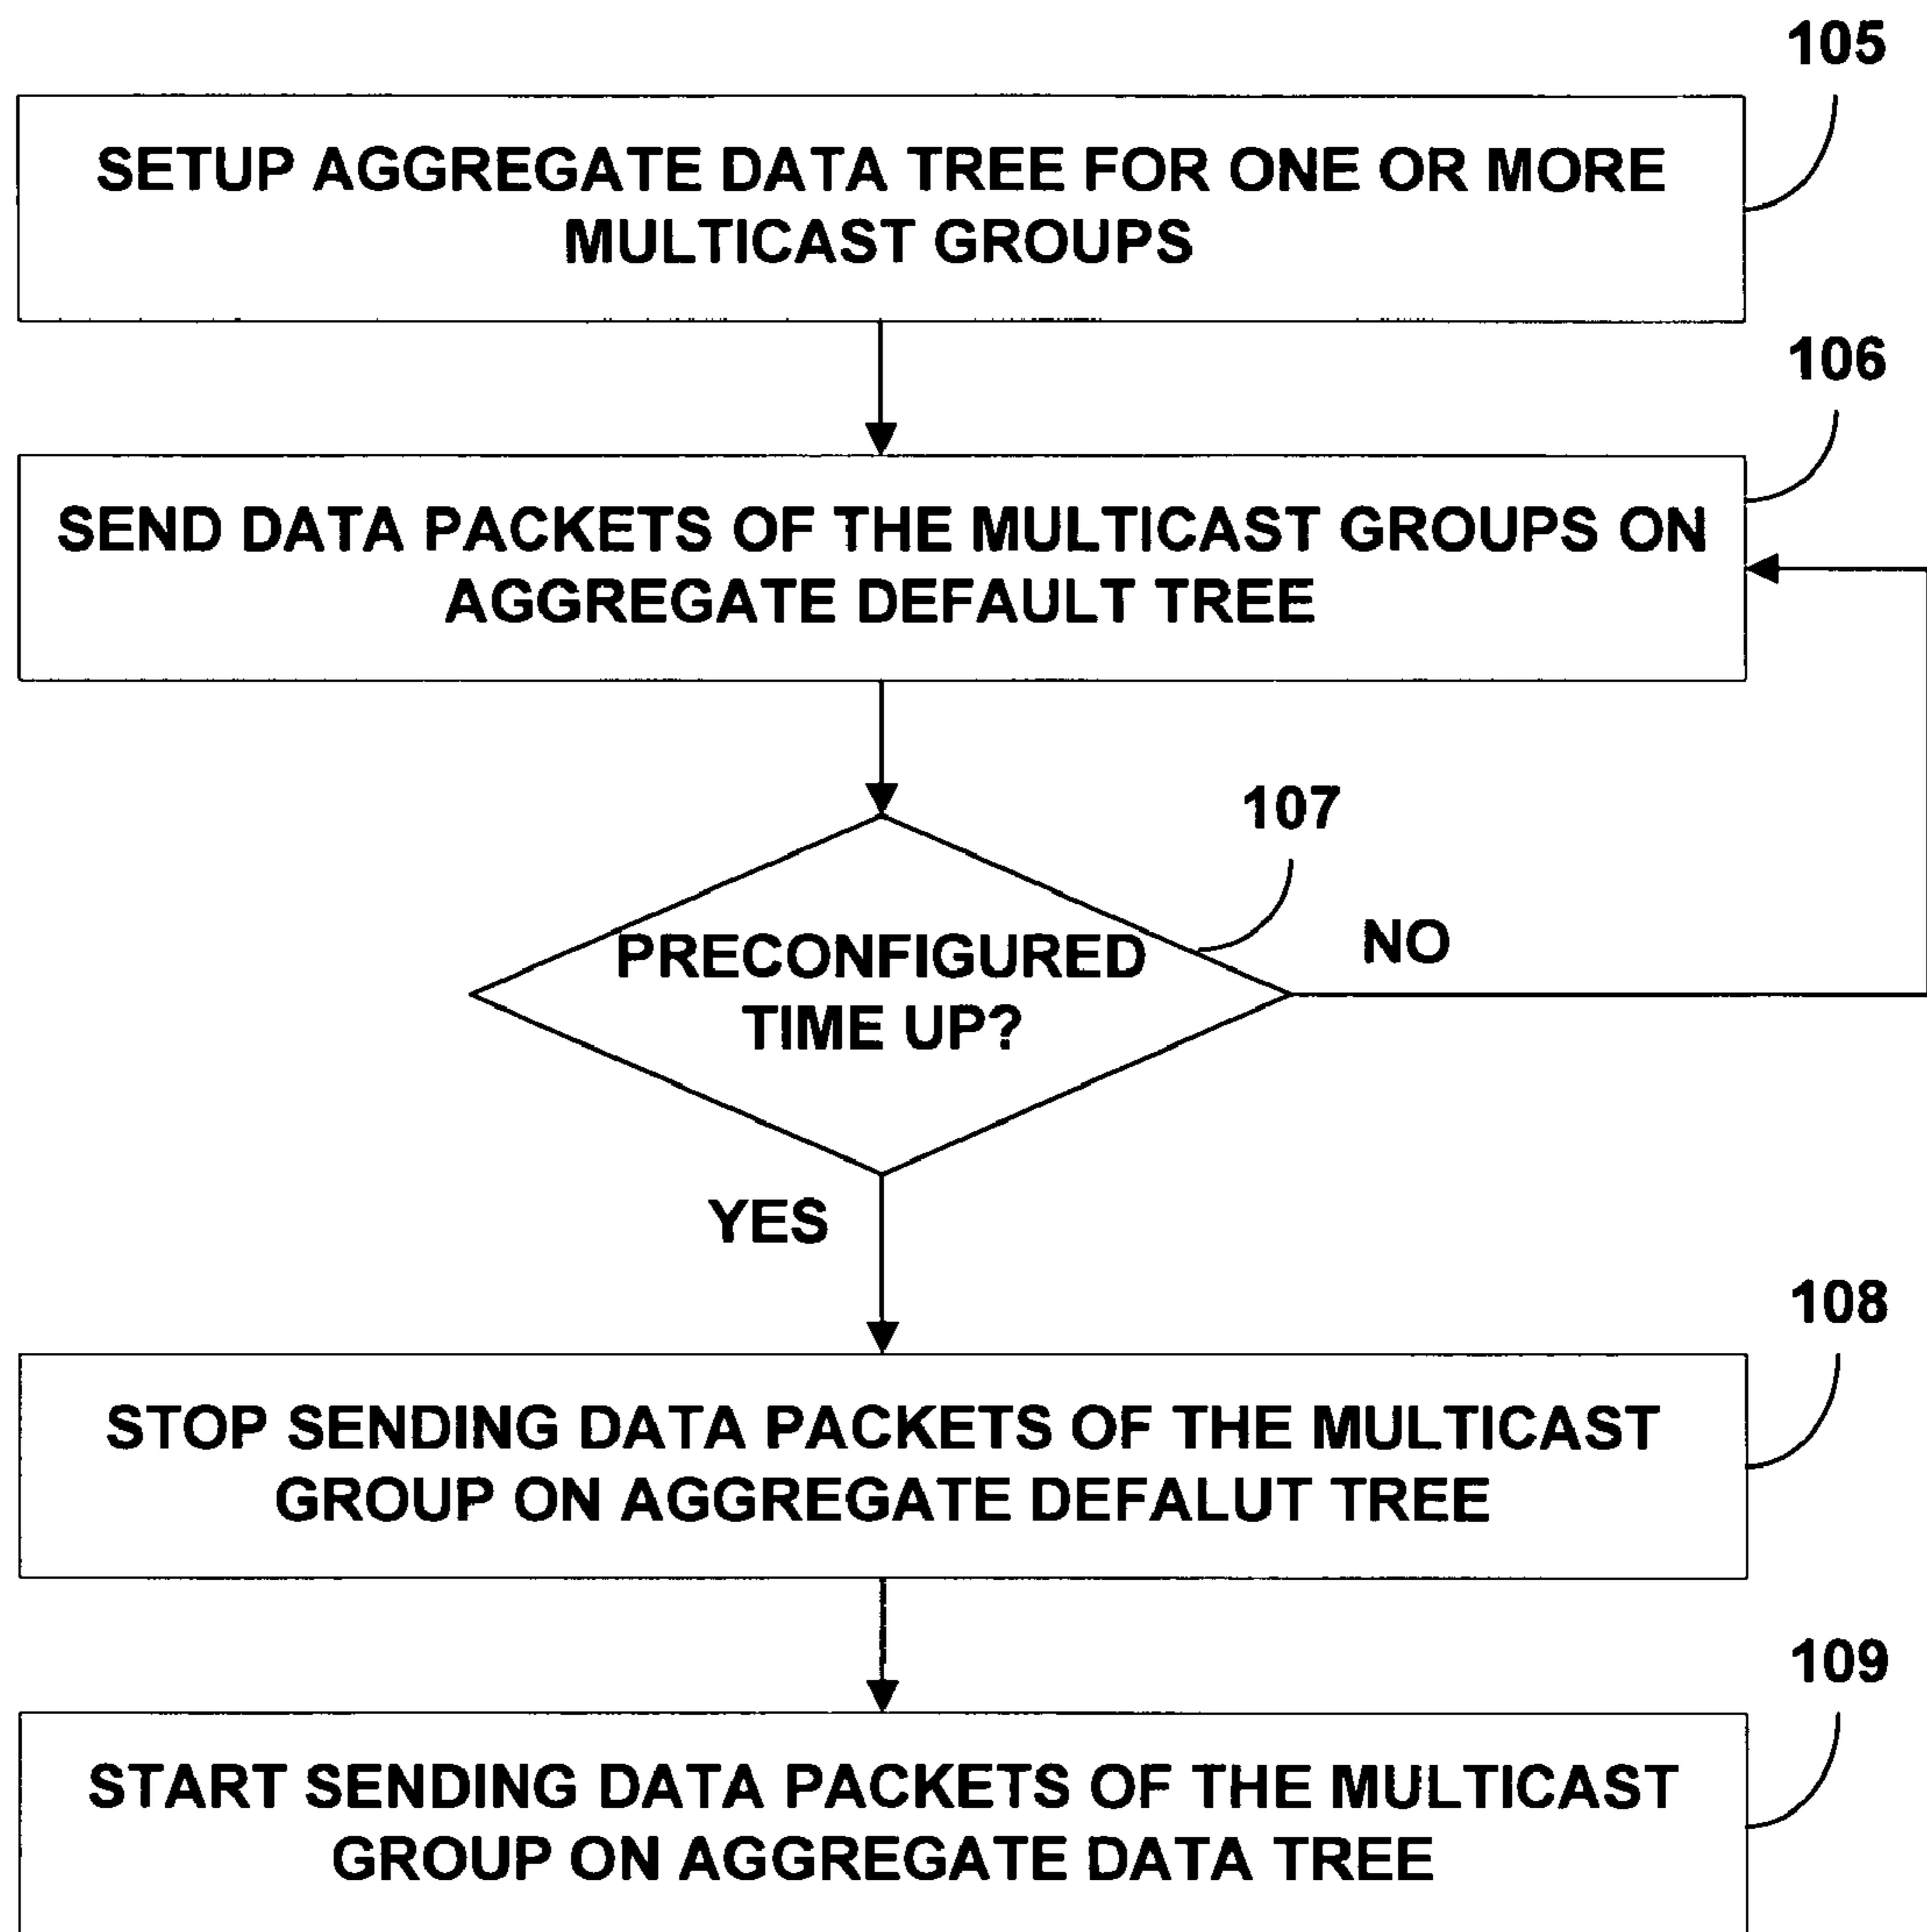 105
SETUP AGGREGATE DATA TREE FOR ONE OR MORE
MULTICAST GROUPS
106
SEND DATA PACKETS OF THE MULTICAST GROUPS ON
AGGREGATE DEFAULT TREE
107
PRECONFIGURED
TIME UP?
NO
YES
108
STOP SENDING DATA PACKETS OF THE MULTICAST
GROUP ON AGGREGATE DEFALUT TREE
109
START SENDING DATA PACKETS OF THE MULTICAST
GROUP ON AGGREGATE DATA TREE